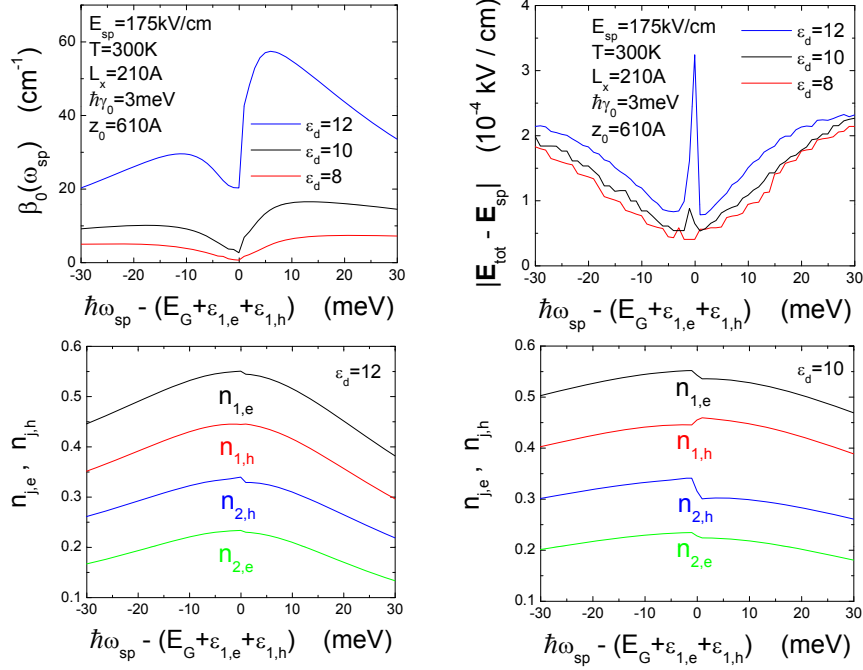 E_sp=175kV/cm
T=300K
L_x=210A
ℏγ_0=3meV
z_0=610A
ε_d=12
ε_d=10
ε_d=8
β_0(ω_sp) (cm^-1)
60
40
20
0
-30 -20 -10 0 10 20 30
ℏω_sp - (E_G+ε_1,e+ε_1,h) (meV)
E_sp=175kV/cm
T=300K
L_x=210A
ℏγ_0=3meV
z_0=610A
ε_d=12
ε_d=10
ε_d=8
|E_tot - E_sp| (10^-4 kV / cm)
4
3
2
1
0
-30 -20 -10 0 10 20 30
ℏω_sp - (E_G+ε_1,e+ε_1,h) (meV)
ε_d=12
n_j,e , n_j,h
0.6
0.5
0.4
0.3
0.2
0.1
n_1,e
n_1,h
n_2,h
n_2,e
-30 -20 -10 0 10 20 30
ℏω_sp - (E_G+ε_1,e+ε_1,h) (meV)
ε_d=10
n_j,e , n_j,h
0.6
0.5
0.4
0.3
0.2
0.1
n_1,e
n_1,h
n_2,h
n_2,e
-30 -20 -10 0 10 20 30
ℏω_sp - (E_G+ε_1,e+ε_1,h) (meV)